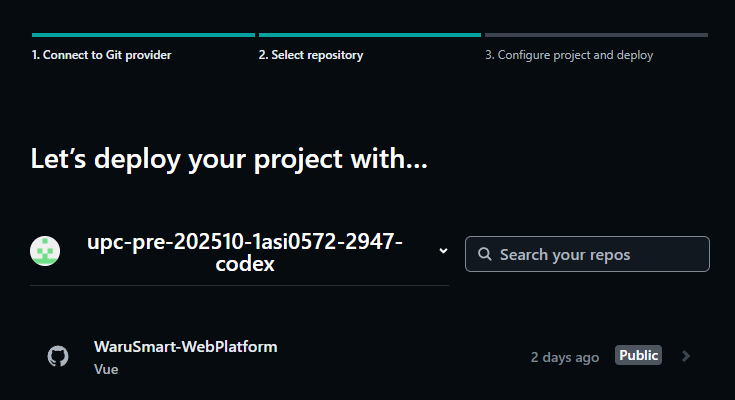 1. Connect to Git provider
2. Select repository
3. Configure project and deploy
Let’s deploy your project with…
upc-pre-202510-1asi0572-2947-
codex
Search your repos
WaruSmart-WebPlatform
Vue
2 days ago
Public